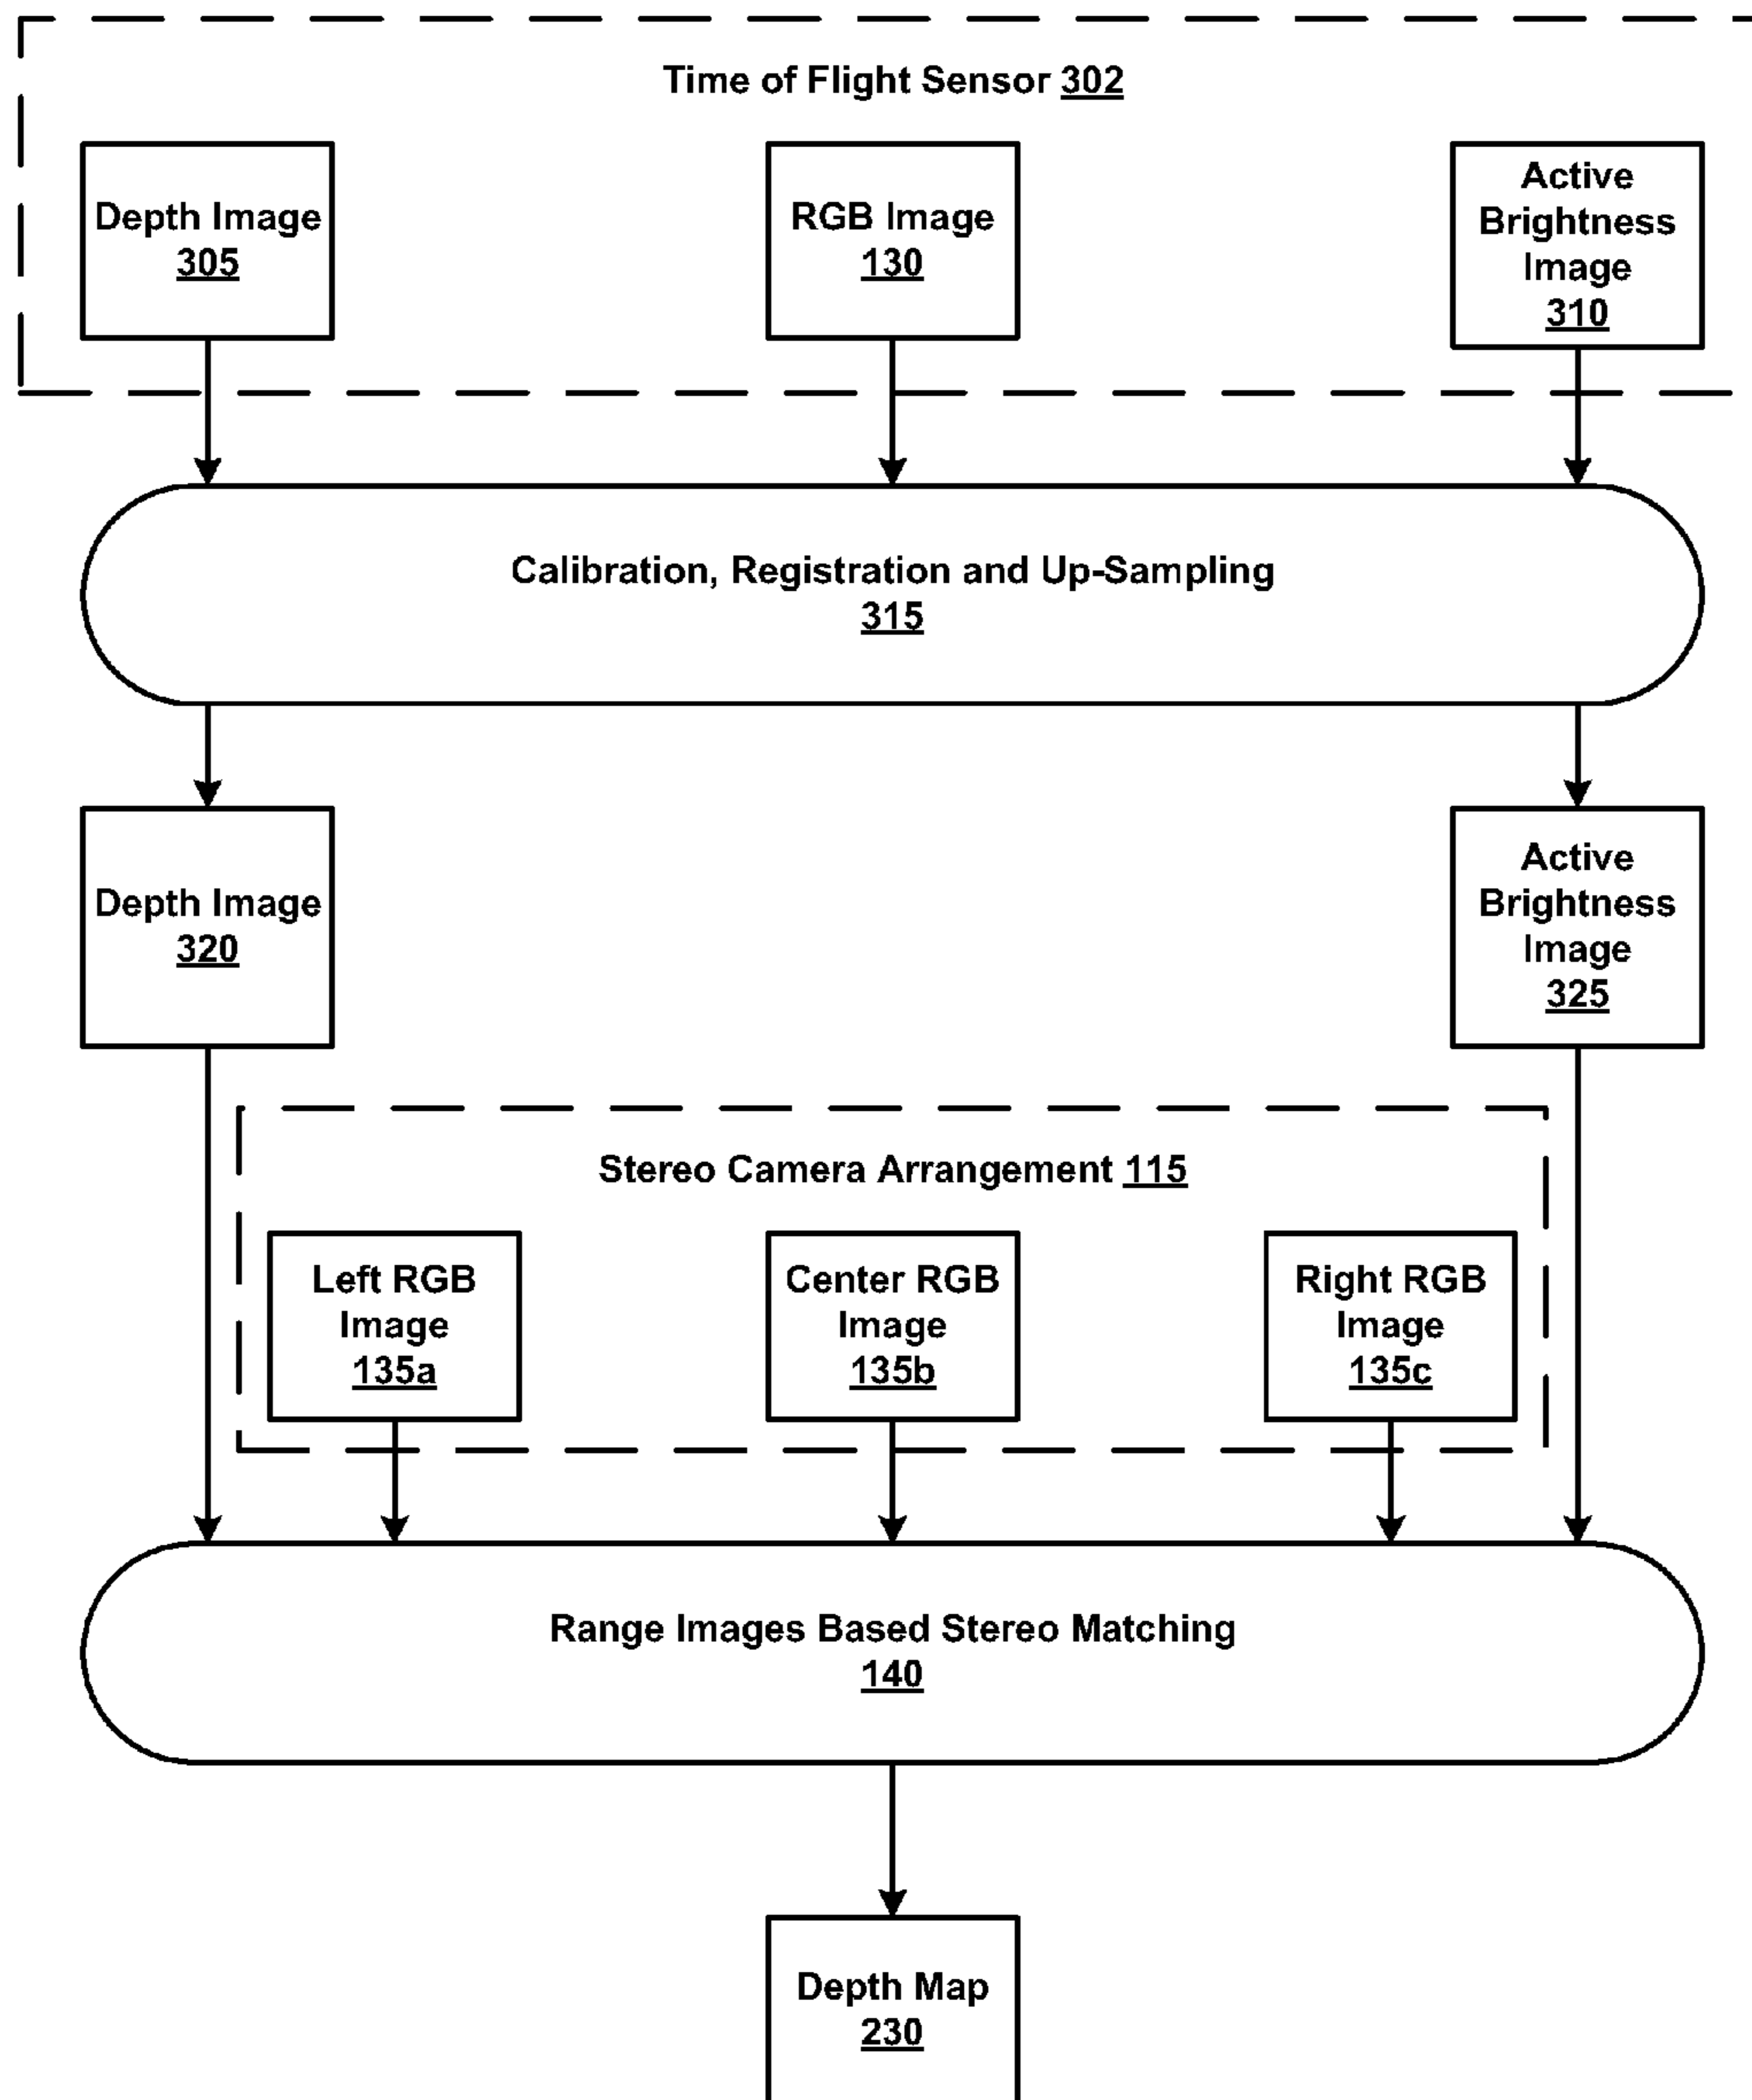 Time of Flight Sensor 302
Depth Image
305
RGB Image
130
Active
Brightness
Image
310
Calibration, Registration and Up-Sampling
315
Depth Image
320
Active
Brightness
Image
325
Stereo Camera Arrangement 115
Left RGB
Image
135a
Center RGB
Image
135b
Right RGB
Image
135c
Range Images Based Stereo Matching
140
Depth Map
230